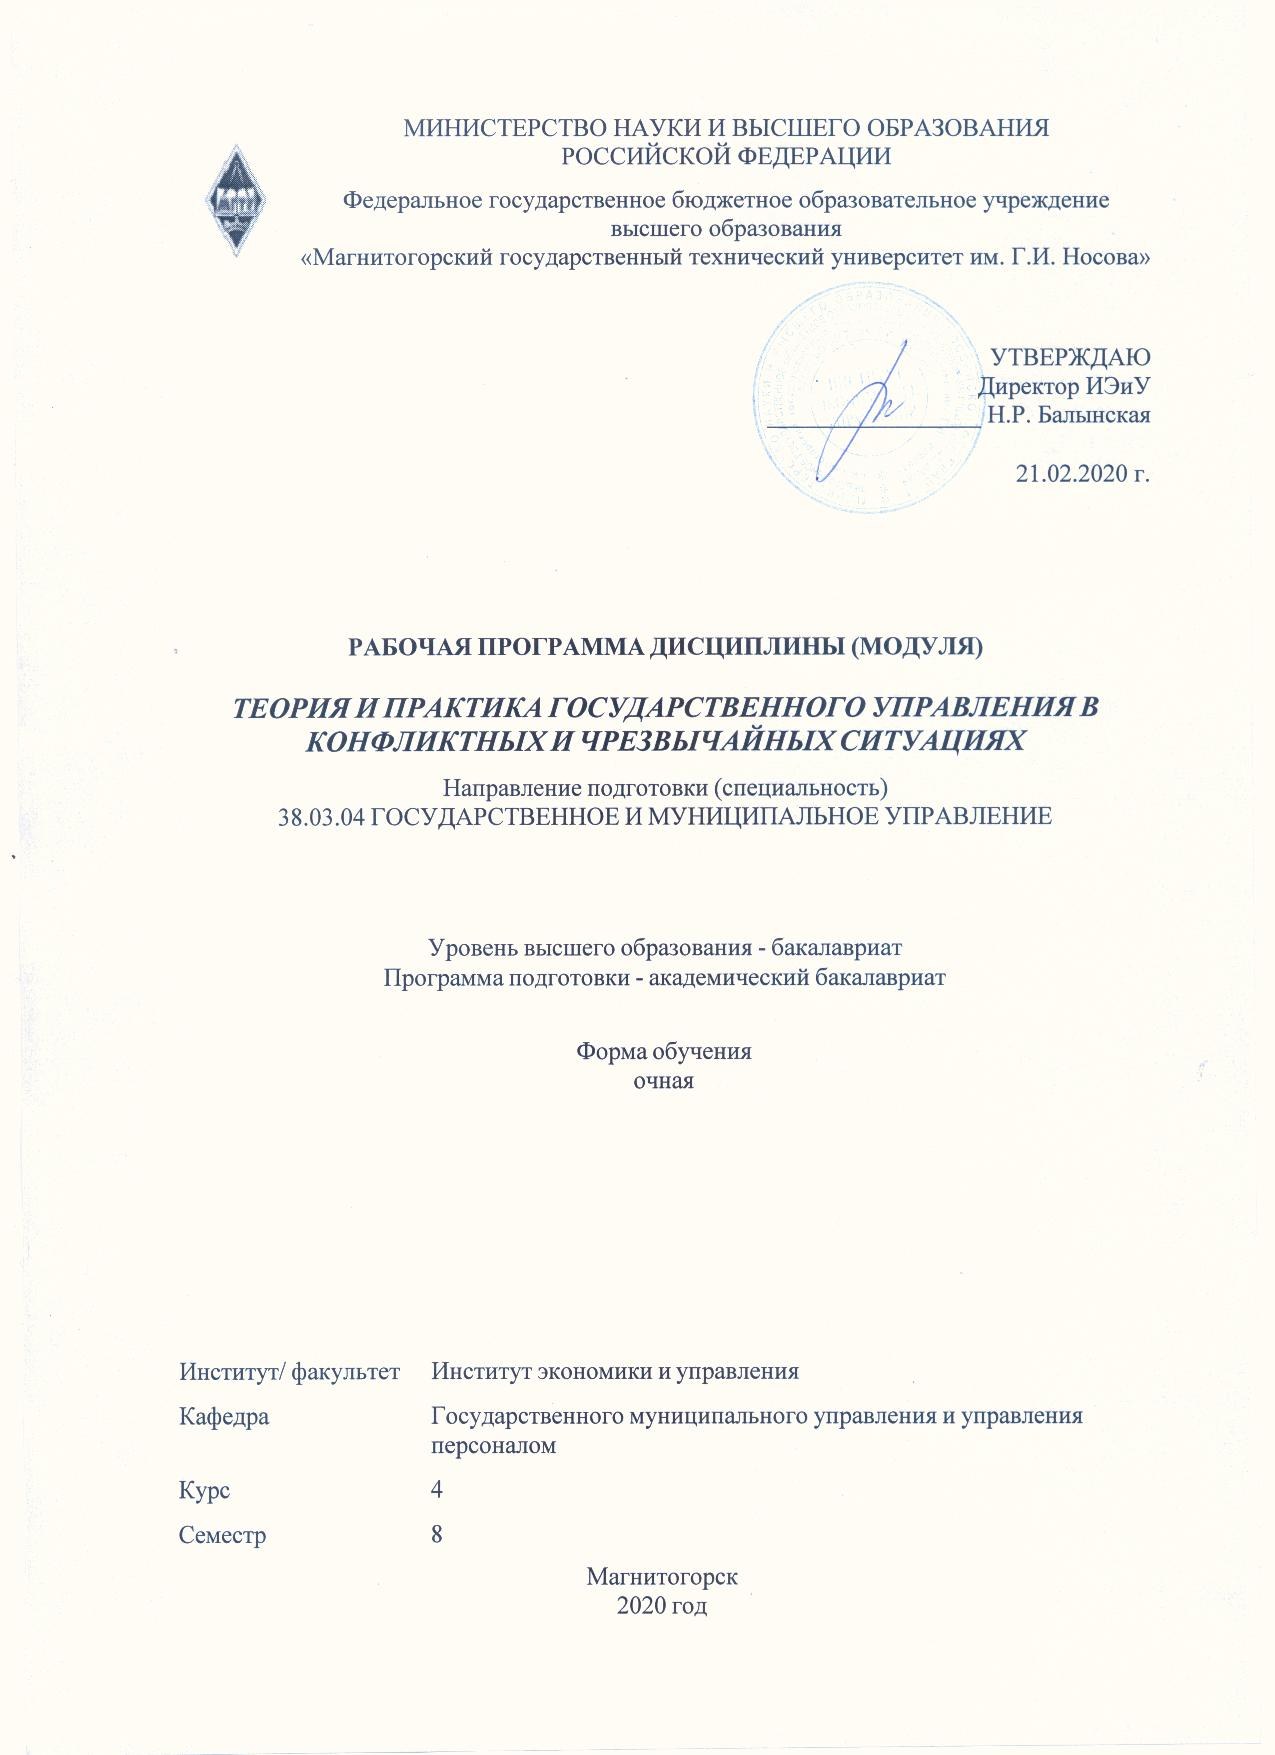 МИНИСТЕРСТВО НАУКИ И ВЫСШЕГО ОБРАЗОВАНИЯ
РОССИЙСКОЙ ФЕДЕРАЦИИ
Федеральное государственное бюджетное образовательное учреждение
высшего образования
«Магнитогорский государственный технический университет им. Г.И. Носова»
УТВЕРЖДАЮ
Директор ИЭиУ
Н.Р. Балынская
21.02.2020 г.
РАБОЧАЯ ПРОГРАММА ДИСЦИПЛИНЫ (МОДУЛЯ)
ТЕОРИЯ И ПРАКТИКА ГОСУДАРСТВЕННОГО УПРАВЛЕНИЯ В
КОНФЛИКТНЫХ И ЧРЕЗВЫЧАЙНЫХ СИТУАЦИЯХ
Направление подготовки (специальность)
38.03.04 ГОСУДАРСТВЕННОЕ И МУНИЦИПАЛЬНОЕ УПРАВЛЕНИЕ
Уровень высшего образования - бакалавриат
Программа подготовки - академический бакалавриат
Форма обучения
очная
Институт/ факультет Институт экономики и управления
Кафедра Государственного муниципального управления и управления
персоналом
Курс 4
Семестр 8
Магнитогорск
2020 год